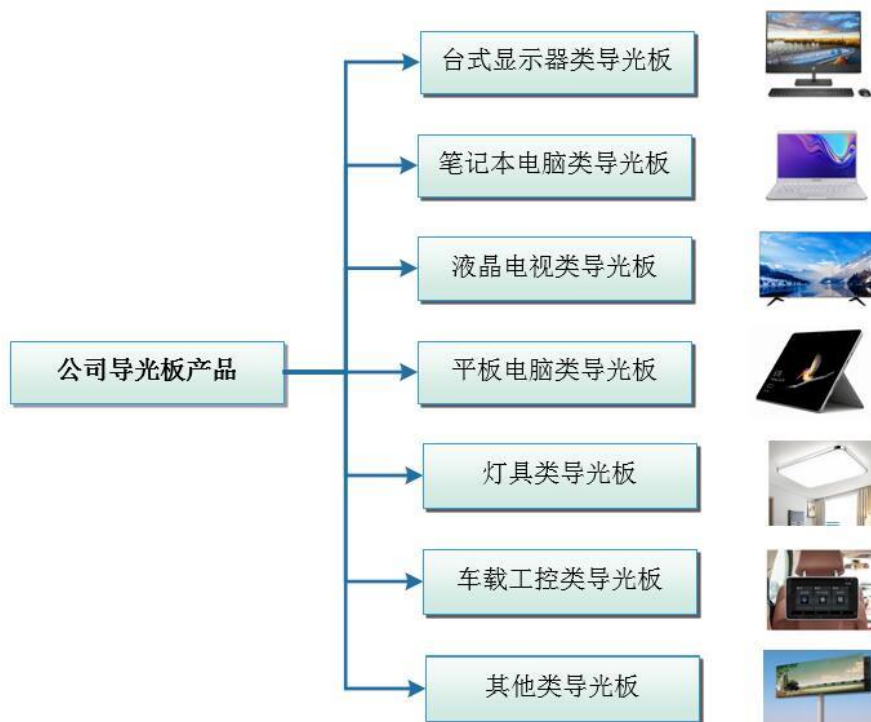 台式显示器类导光板
笔记本电脑类导光板
液晶电视类导光板
公司导光板产品
平板电脑类导光板
灯具类导光板
车载工控类导光板
其他类导光板